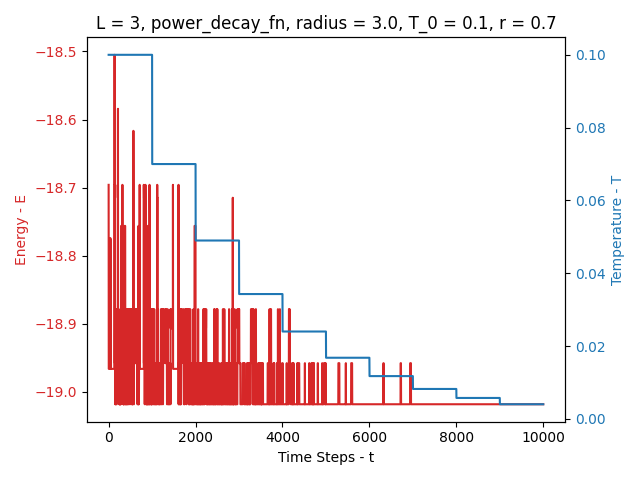 L = 3, power_decay_fn, radius = 3.0, T_0 = 0.1, r = 0.7
−18.5
−18.6
−18.7
−18.8
−18.9
−19.0
Energy - E
0.10
0.08
0.06
0.04
0.02
0.00
Temperature - T
0 2000 4000 6000 8000 10000
Time Steps - t